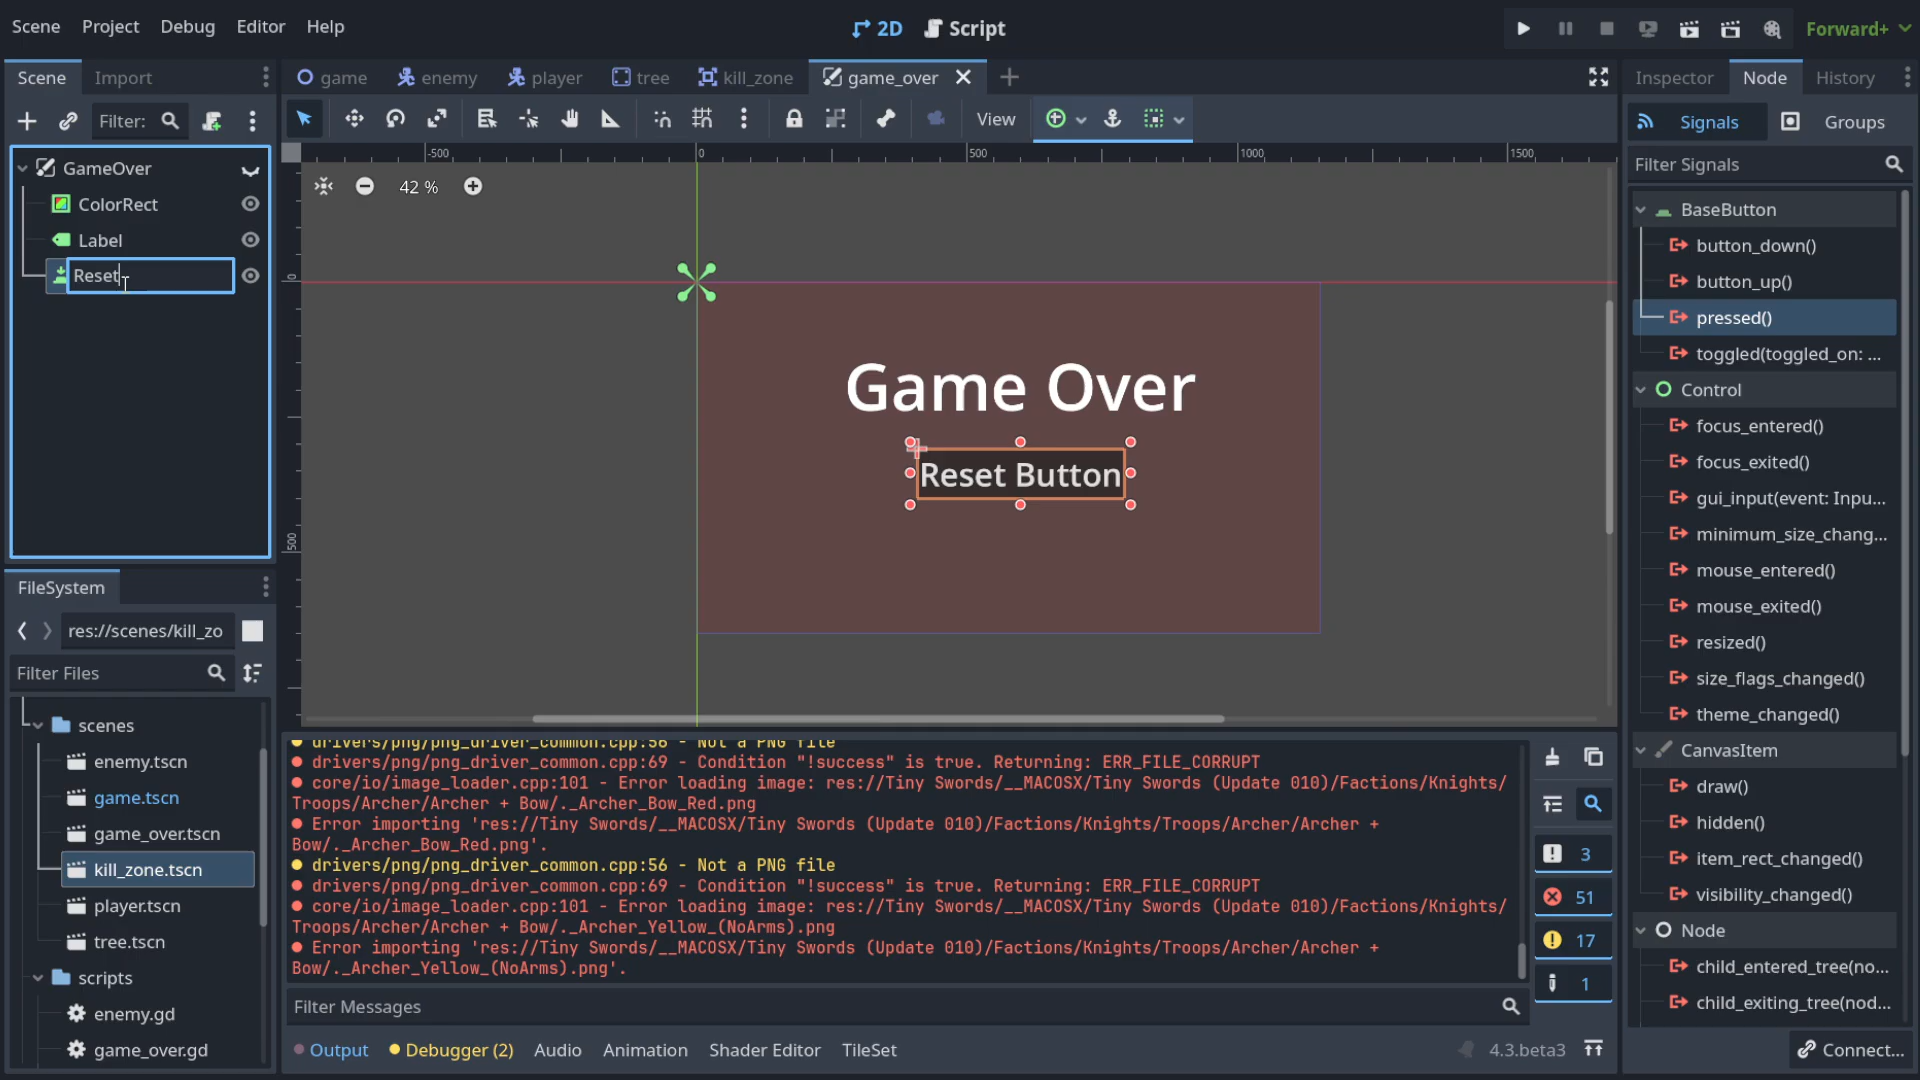 Scene Project Debug Editor Help
2D Script
Forward+
Scene Import
game enemy player tree kill_zone game_over
Inspector Node History
Filter:
View
Signals Groups
Filter Signals
GameOver
ColorRect
Label
Reset
-500 0 500 1000 1500
42 %
0
500
Game Over
Reset Button
BaseButton
button_down()
button_up()
pressed()
toggled(toggled_on: ...
Control
focus_entered()
focus_exited()
gui_input(event: Inpu...
minimum_size_chang...
mouse_entered()
mouse_exited()
resized()
size_flags_changed()
theme_changed()
CanvasItem
draw()
hidden()
item_rect_changed()
visibility_changed()
Node
child_entered_tree(no...
child_exiting_tree(nod...
Connect...
FileSystem
res://scenes/kill_zo
Filter Files
scenes
enemy.tscn
game.tscn
game_over.tscn
kill_zone.tscn
player.tscn
tree.tscn
scripts
enemy.gd
game_over.gd
drivers/png/png_driver_common.cpp:56 - Not a PNG file
drivers/png/png_driver_common.cpp:69 - Condition "!success" is true. Returning: ERR_FILE_CORRUPT
core/io/image_loader.cpp:101 - Error loading image: res://Tiny Swords/__MACOSX/Tiny Swords (Update 010)/Factions/Knights/
Troops/Archer/Archer + Bow/._Archer_Bow_Red.png
Error importing 'res://Tiny Swords/__MACOSX/Tiny Swords (Update 010)/Factions/Knights/Troops/Archer/Archer +
Bow/._Archer_Bow_Red.png'.
drivers/png/png_driver_common.cpp:56 - Not a PNG file
drivers/png/png_driver_common.cpp:69 - Condition "!success" is true. Returning: ERR_FILE_CORRUPT
core/io/image_loader.cpp:101 - Error loading image: res://Tiny Swords/__MACOSX/Tiny Swords (Update 010)/Factions/Knights/
Troops/Archer/Archer + Bow/._Archer_Yellow_(NoArms).png
Error importing 'res://Tiny Swords/__MACOSX/Tiny Swords (Update 010)/Factions/Knights/Troops/Archer/Archer +
Bow/._Archer_Yellow_(NoArms).png'.
3
51
17
1
Filter Messages
Output Debugger (2) Audio Animation Shader Editor TileSet
4.3.beta3